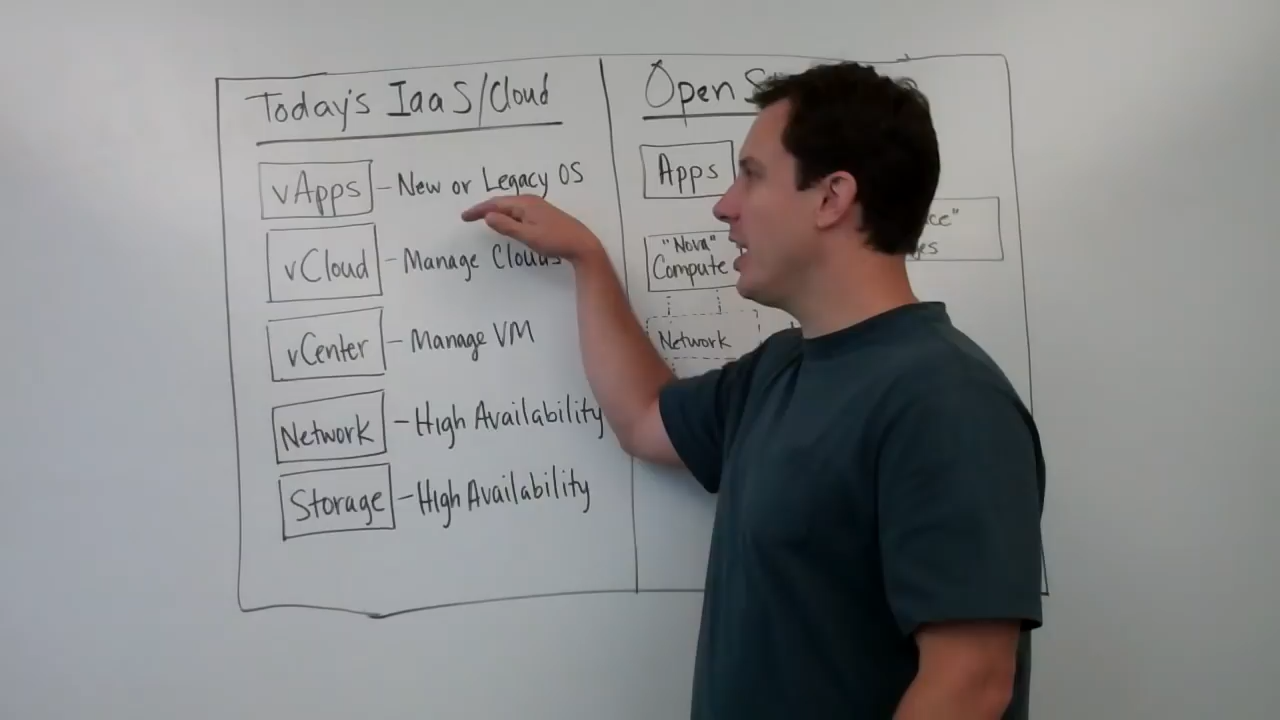 Today's IaaS/Cloud
vApps - New or Legacy OS
vCloud - Manage Clouds
vCenter - Manage VM
Network - High Availability
Storage - High Availability
Open
Apps
"Nova"
Compute
Network